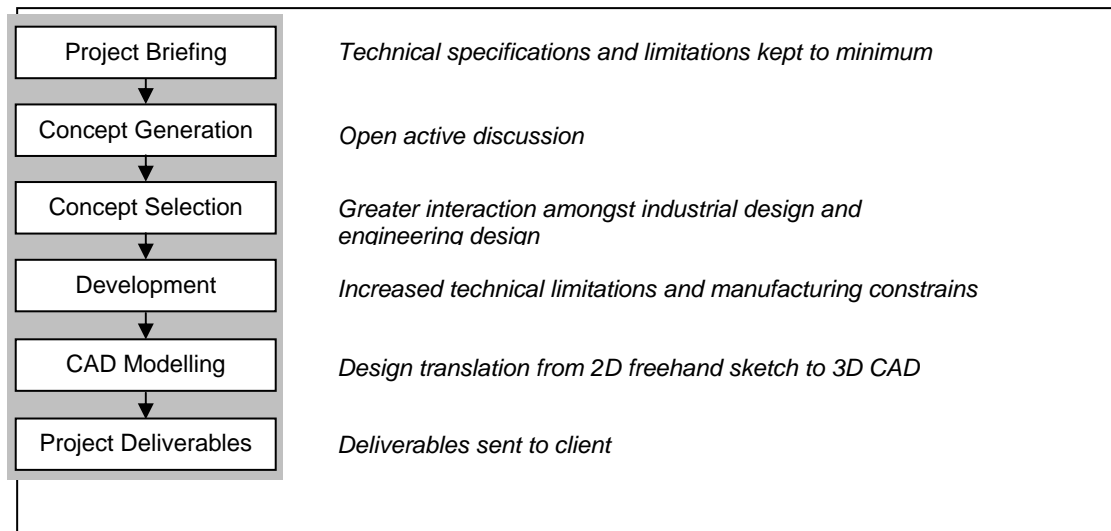 Project Briefing
Technical specifications and limitations kept to minimum
Concept Generation
Open active discussion
Concept Selection
Greater interaction amongst industrial design and
engineering design
Development
Increased technical limitations and manufacturing constrains
CAD Modelling
Design translation from 2D freehand sketch to 3D CAD
Project Deliverables
Deliverables sent to client